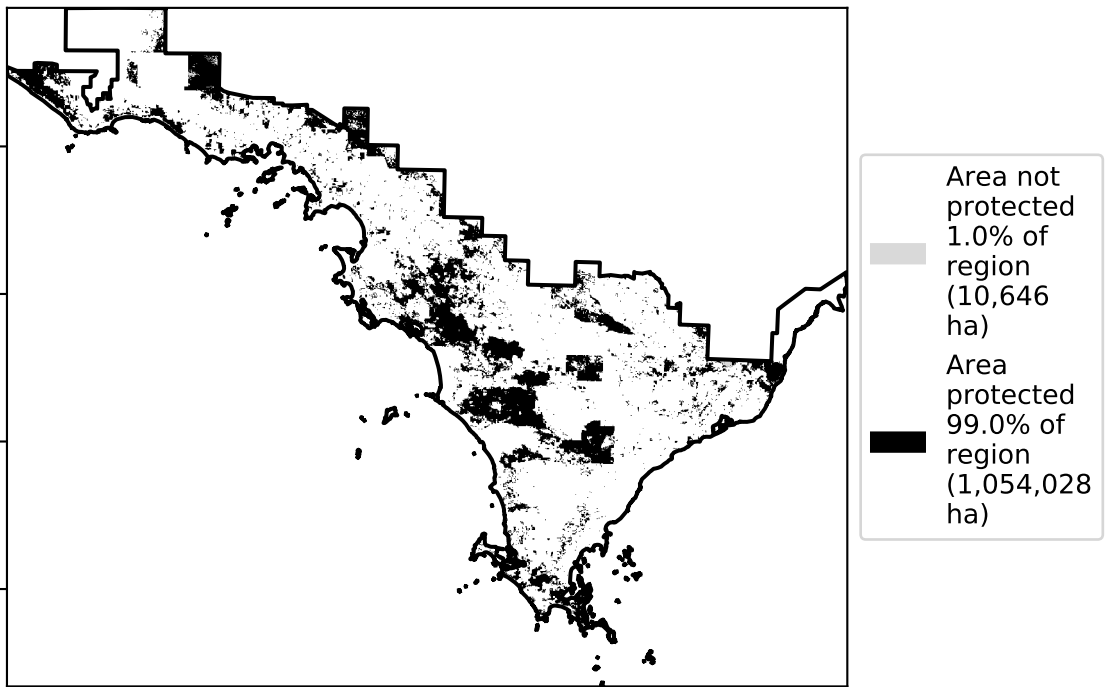 Area not
protected
1.0% of
region
(10,646
ha)
Area
protected
99.0% of
region
(1,054,028
ha)